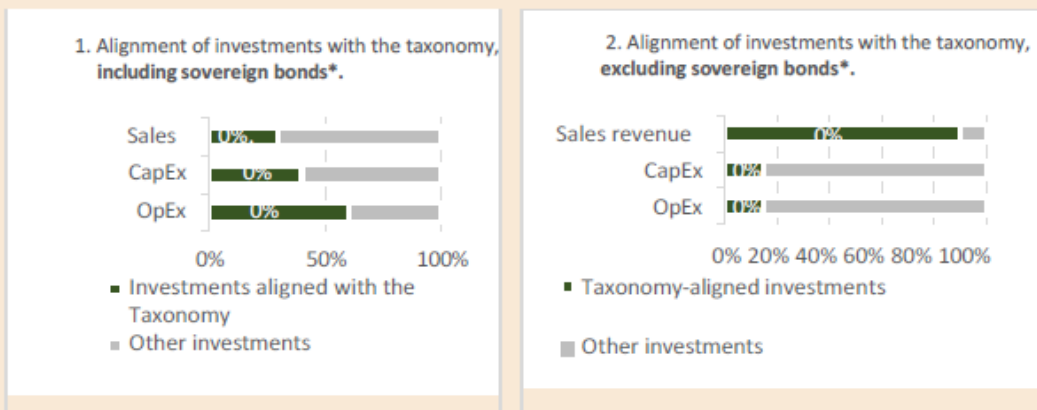 1. Alignment of investments with the taxonomy,
including sovereign bonds*.
Sales
0%.
CapEx
0%
OpEx
0%
0% 50% 100%
Investments aligned with the
Taxonomy
Other investments
2. Alignment of investments with the taxonomy,
excluding sovereign bonds*.
Sales revenue
0%
CapEx
0%
OpEx
0%
0% 20% 40% 60% 80% 100%
Taxonomy-aligned investments
Other investments